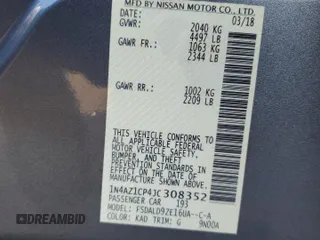 MFD BY NISSAN MOTOR CO., LTD.
DATE: 03/18
GVWR: 2040 KG
4497 LB
GAWR FR.: 1063 KG
2344 LB
GAWR RR.: 1002 KG
2209 LB
THIS VEHICLE CONFORMS TO ALL
APPLICABLE FEDERAL MOTOR VEHICLE
SAFETY, BUMPER, AND THEFT
PREVENTION STANDARDS IN EFFECT
ON THE DATE OF MANUFACTURE
SHOWN ABOVE.
1N4AZ1CP4JC308352
PASSENGER CAR 193
MODEL: FSDALD9ZE16UA--C-A
COLOR: KAD TRIM: G 9N00A